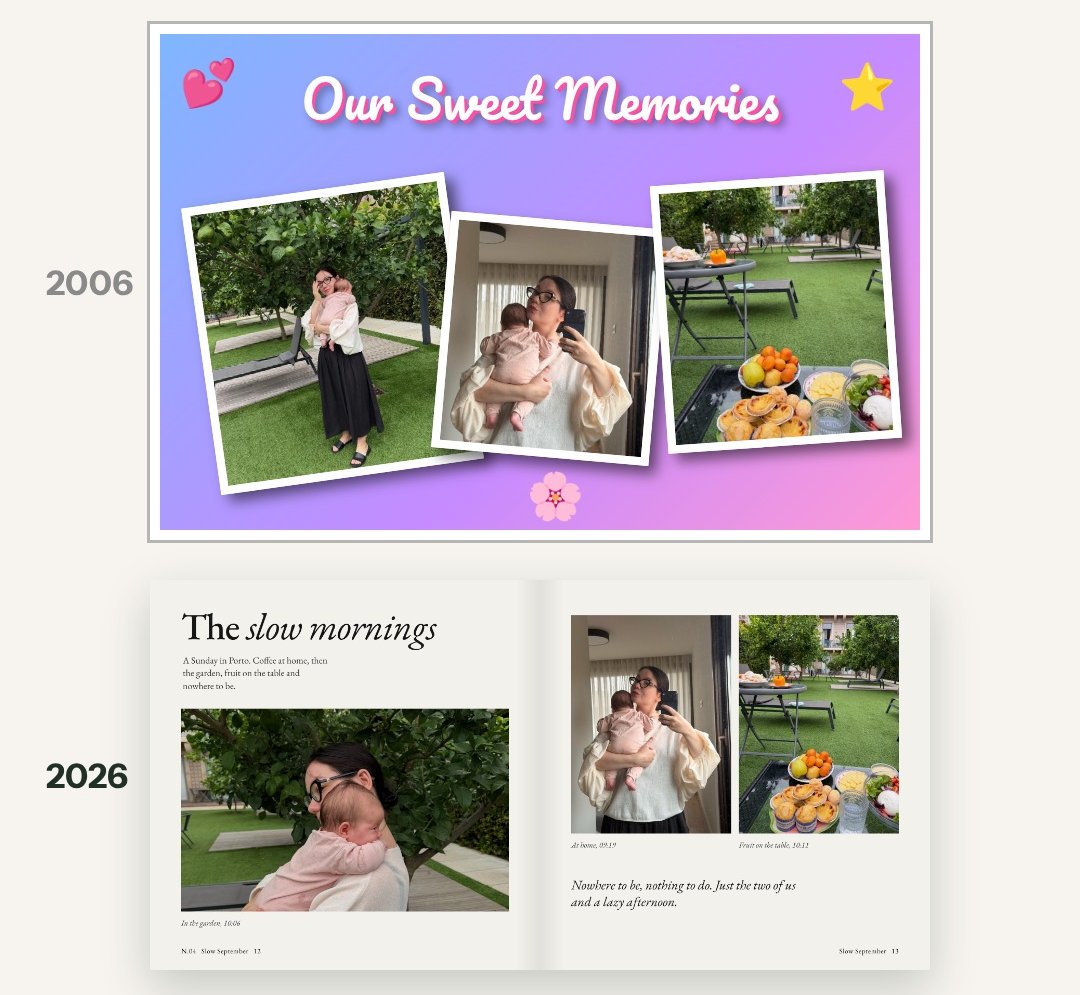 2006
Our Sweet Memories
2026
The slow mornings
A Sunday in Porto. Coffee at home, then
the garden, fruit on the table and
nowhere to be.
In the garden, 10:06
N.04 Slow September 12
At home, 09:19
Fruit on the table, 10:11
Nowhere to be, nothing to do. Just the two of us
and a lazy afternoon.
Slow September 13